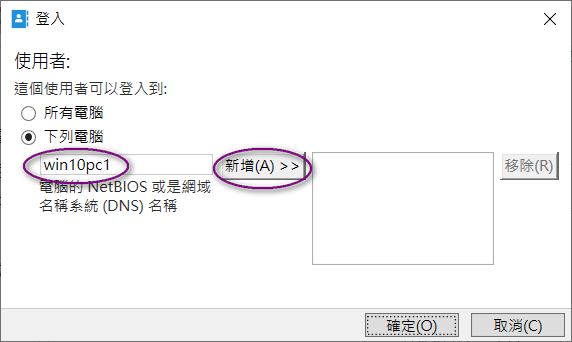 登入
使用者:
這個使用者可以登入到:
所有電腦
下列電腦
win10pc1 新增(A) >> 移除(R)
電腦的 NetBIOS 或是網域
名稱系統 (DNS) 名稱
確定(O) 取消(C)